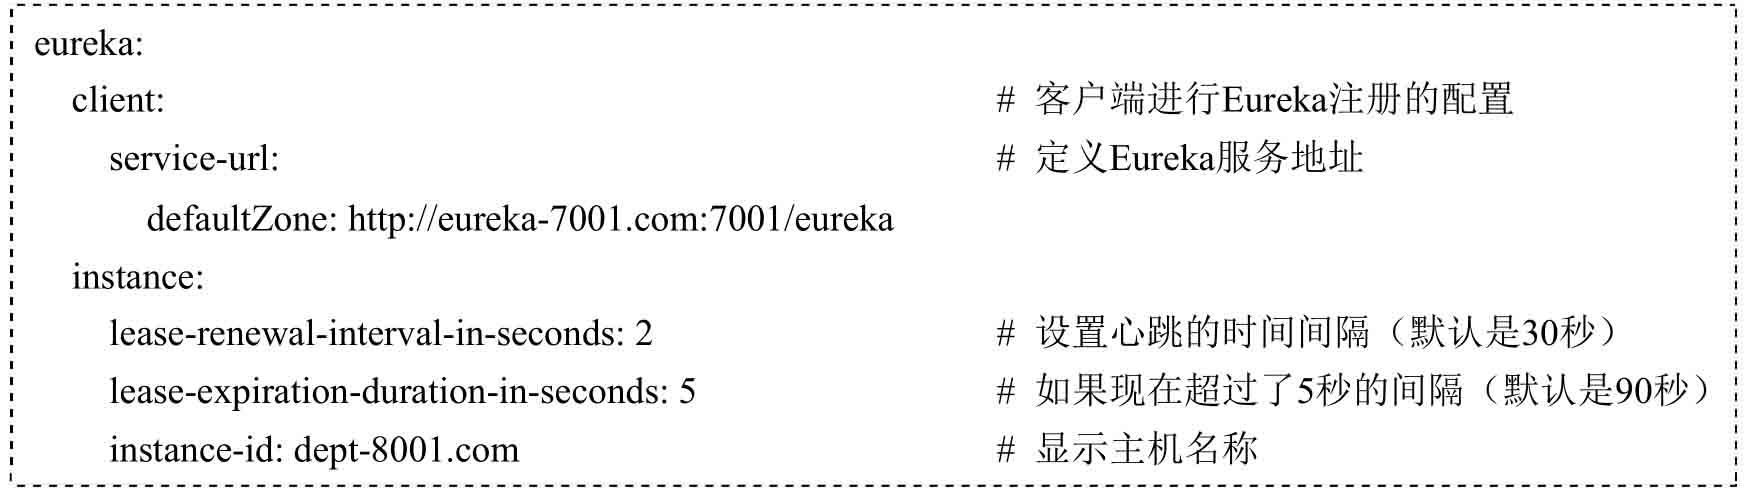 eureka:
client: # 客户端进行Eureka注册的配置
service-url: # 定义Eureka服务地址
defaultZone: http://eureka-7001.com:7001/eureka
instance:
lease-renewal-interval-in-seconds: 2 # 设置心跳的时间间隔（默认是30秒）
lease-expiration-duration-in-seconds: 5 # 如果现在超过了5秒的间隔（默认是90秒）
instance-id: dept-8001.com # 显示主机名称